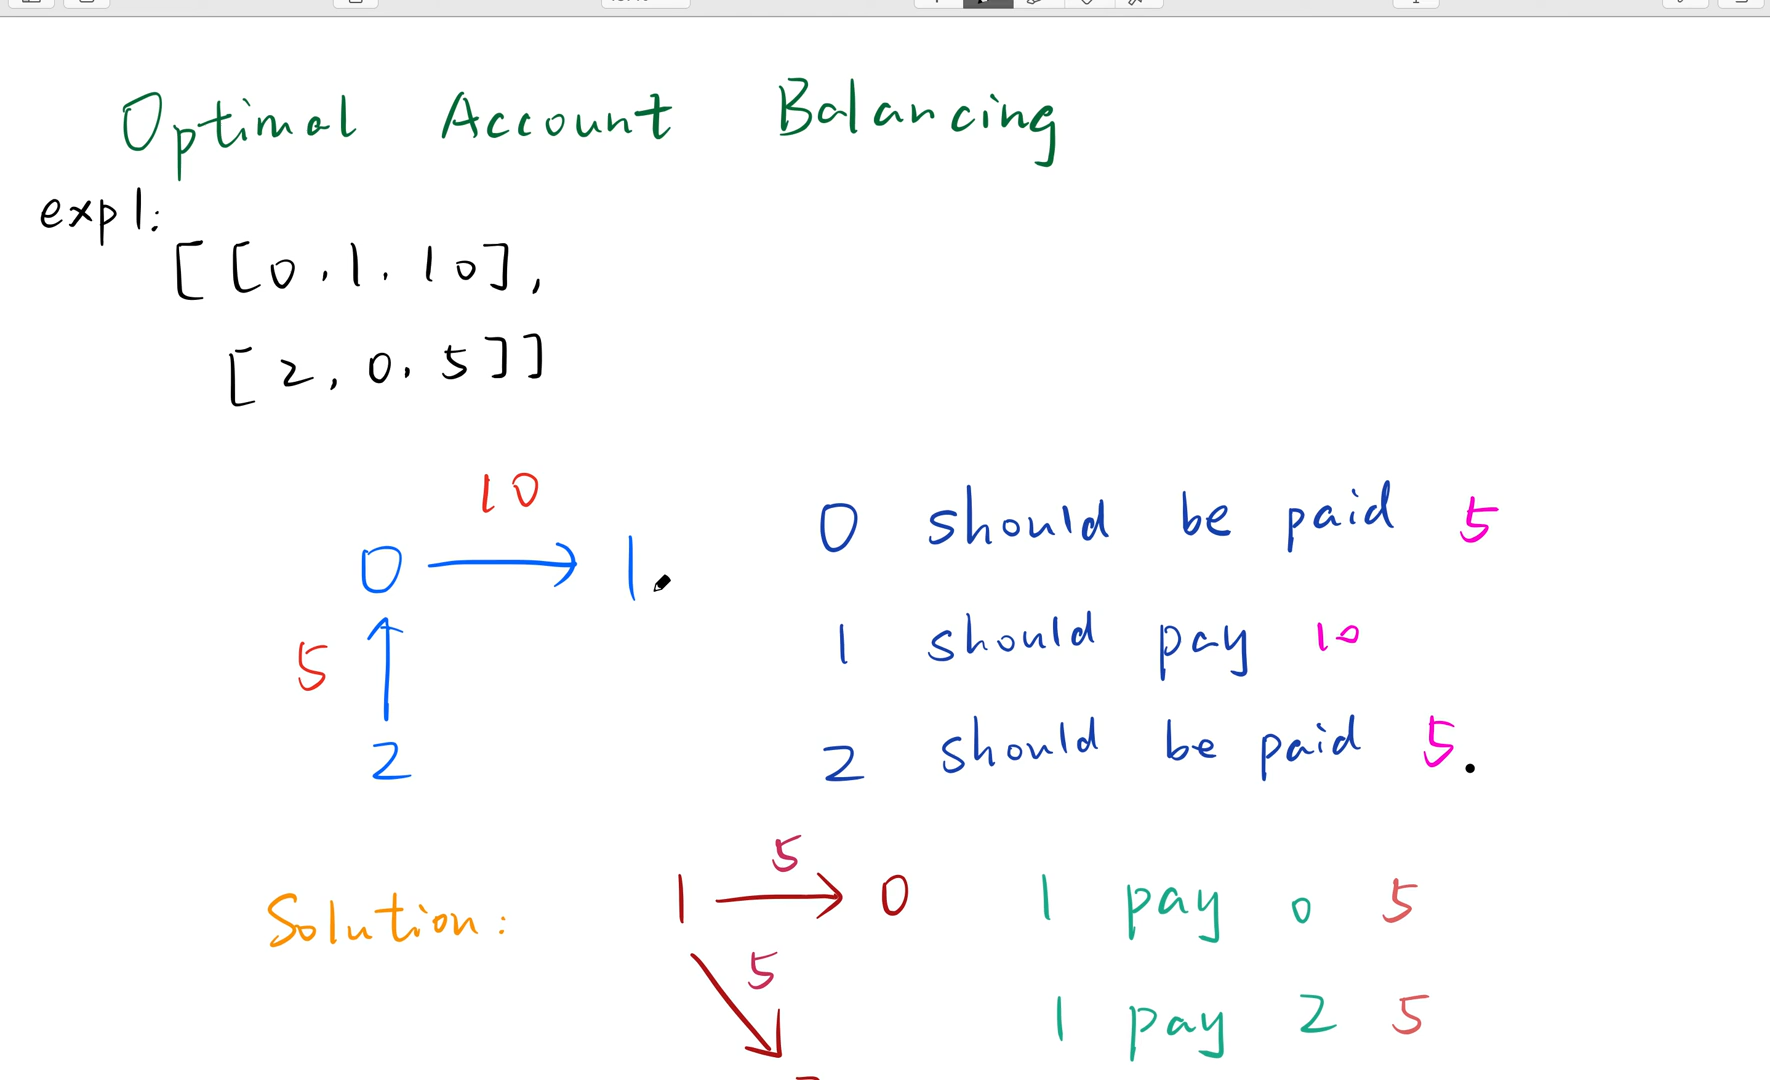 Optimal Account Balancing
exp1:
[[0.1.10],
[2,0.5]]
10
0 1.
5
2
0 should be paid 5
1 should pay 10
2 should be paid 5.
Solution:
5
1 0
5
1 pay 0 5
1 pay 2 5